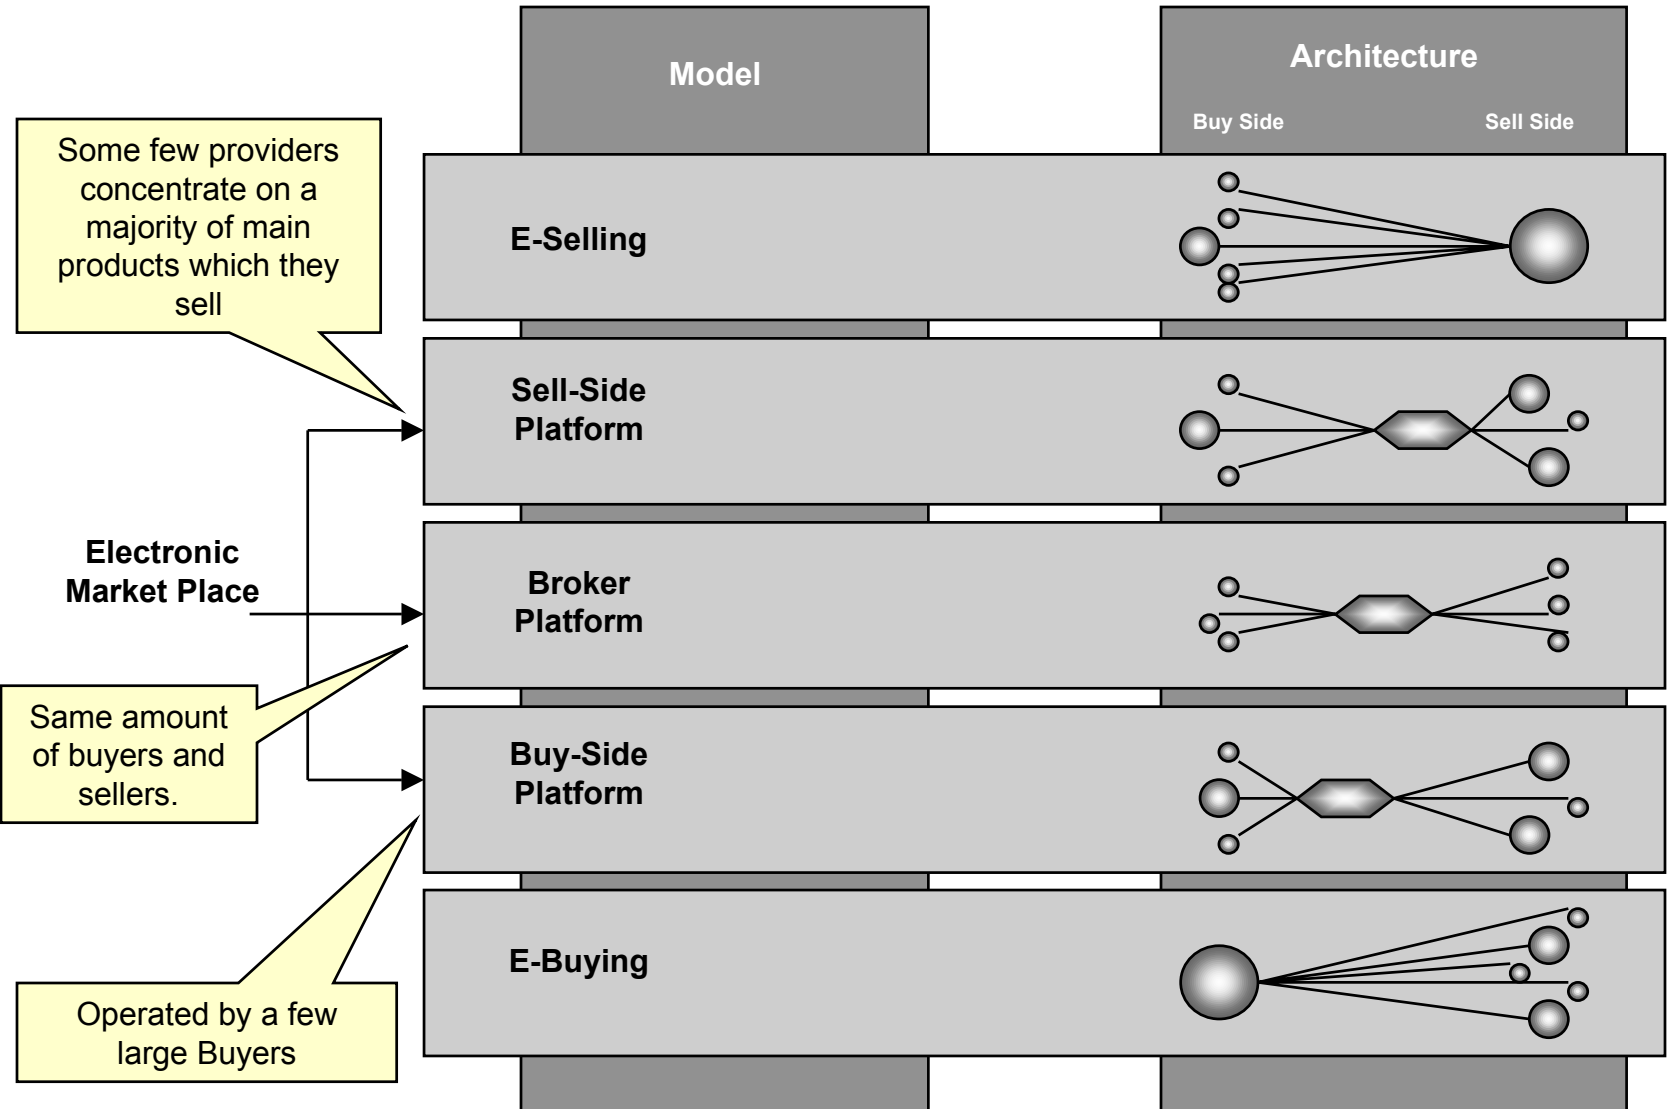 Model
Architecture
Buy Side
Sell Side
Some few providers
concentrate on a
majority of main
products which they
sell
E-Selling
Sell-Side
Platform
Electronic
Market Place
Broker
Platform
Same amount
of buyers and
sellers.
Buy-Side
Platform
E-Buying
Operated by a few
large Buyers